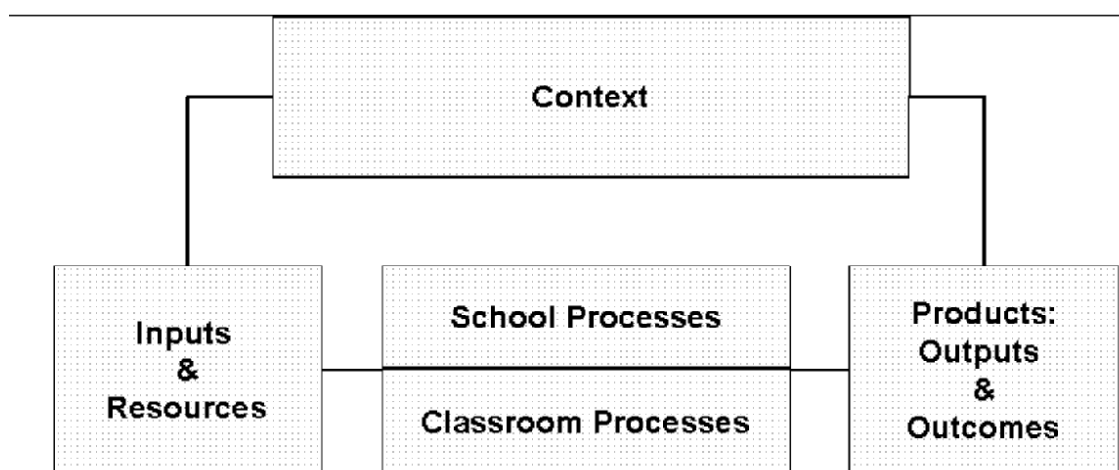 Context
Inputs
&
Resources
School Processes
Classroom Processes
Products:
Outputs
&
Outcomes